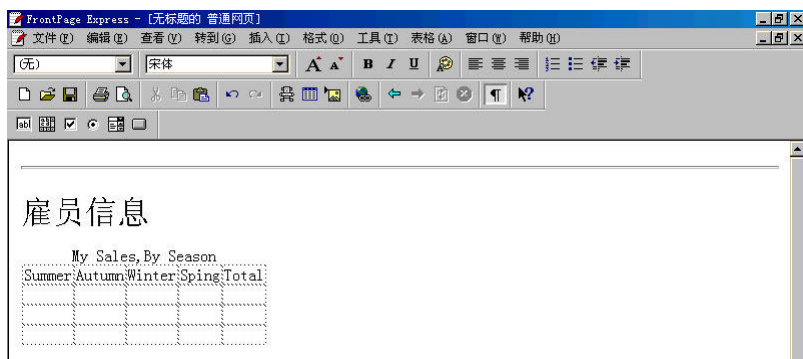 FrontPage Express - [无标题的 普通网页]
文件(F) 编辑(E) 查看(V) 转到(G) 插入(I) 格式(O) 工具(T) 表格(A) 窗口(W) 帮助(H)
(无) 宋体 A A B I U
abl
雇员信息
My Sales,By Season
Summer Autumn Winter Sping Total